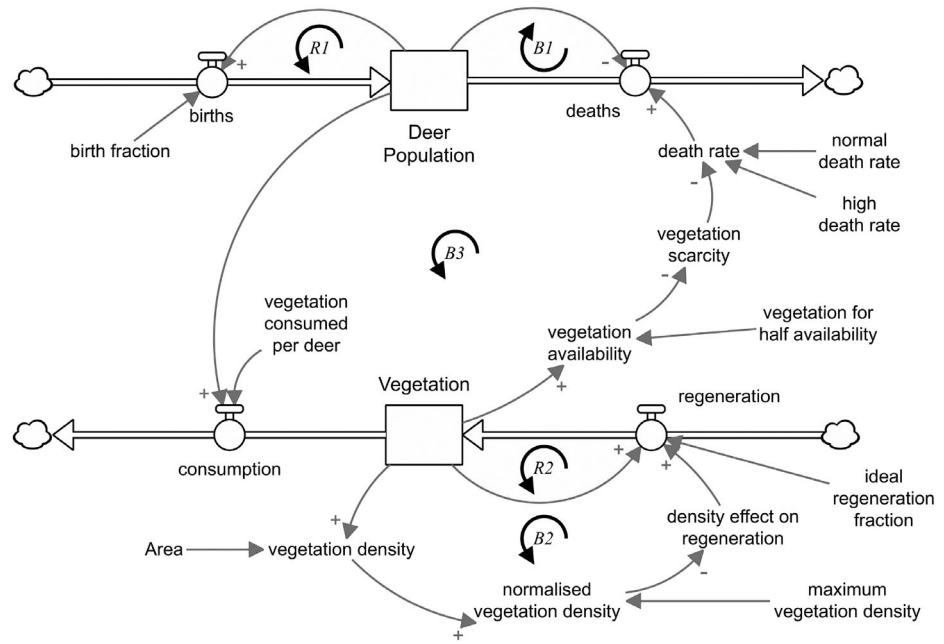 R1
B1
+
-
births
deaths
+
birth fraction
Deer
Population
death rate
normal
death rate
-
high
death rate
vegetation
scarcity
B3
-
vegetation
consumed
per deer
vegetation
availability
vegetation for
half availability
+
+
Vegetation
regeneration
consumption
R2
+
+
ideal
regeneration
fraction
+
density effect on
regeneration
B2
Area
vegetation density
-
normalised
vegetation density
maximum
vegetation density
+